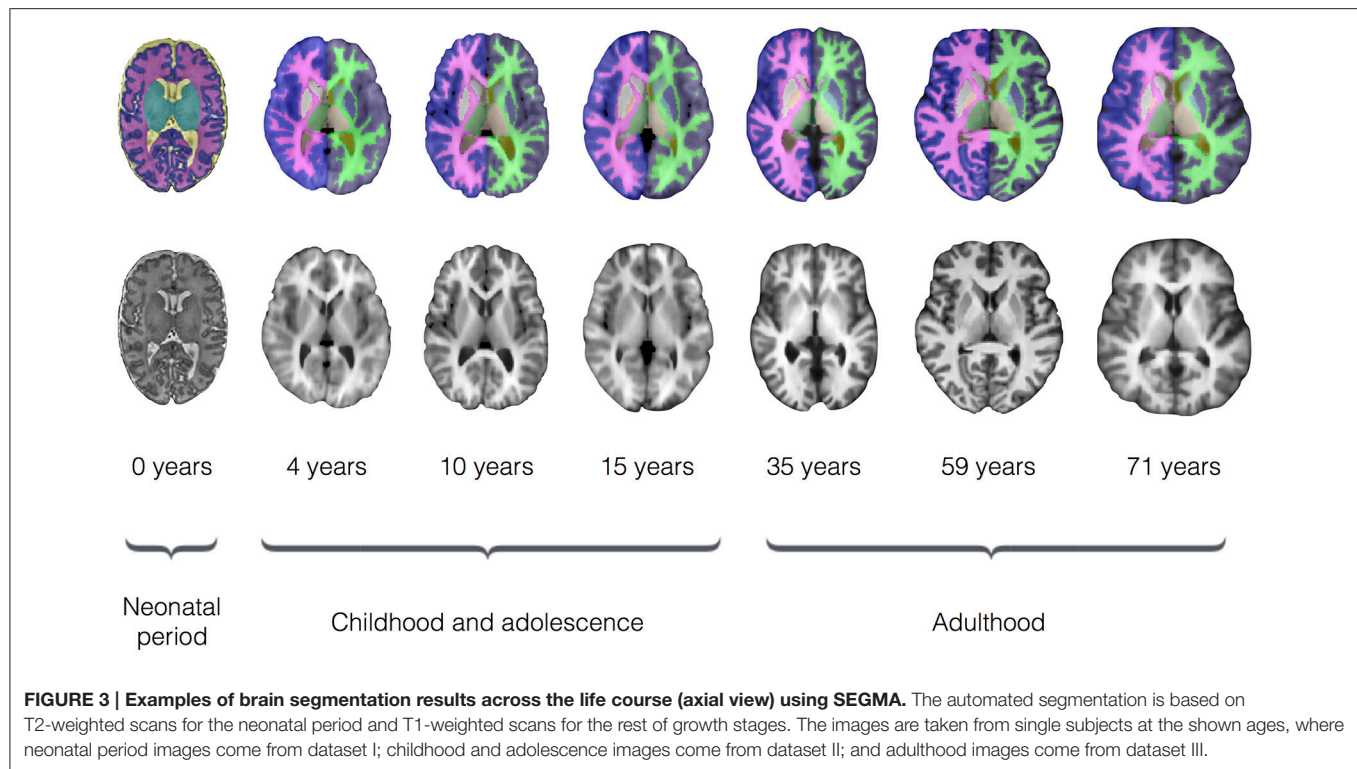 0 years 4 years 10 years 15 years 35 years 59 years 71 years
Neonatal
period
Childhood and adolescence
Adulthood
FIGURE 3 | Examples of brain segmentation results across the life course (axial view) using SEGMA. The automated segmentation is based on
T2-weighted scans for the neonatal period and T1-weighted scans for the rest of growth stages. The images are taken from single subjects at the shown ages, where
neonatal period images come from dataset I; childhood and adolescence images come from dataset II; and adulthood images come from dataset III.